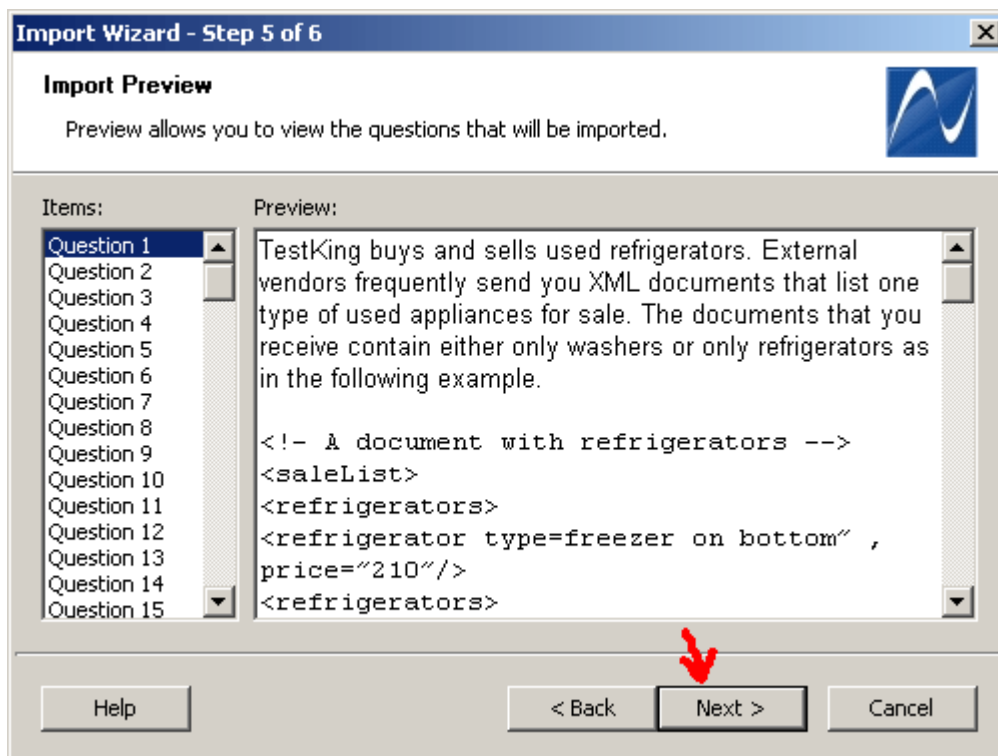 Import Wizard - Step 5 of 6
Import Preview
Preview allows you to view the questions that will be imported.
Items:
Preview:
Question 1
Question 2
Question 3
Question 4
Question 5
Question 6
Question 7
Question 8
Question 9
Question 10
Question 11
Question 12
Question 13
Question 14
Question 15
TestKing buys and sells used refrigerators. External
vendors frequently send you XML documents that list one
type of used appliances for sale. The documents that you
receive contain either only washers or only refrigerators as
in the following example.
<!- A document with refrigerators -->
<saleList>
<refrigerators>
<refrigerator type=freezer on bottom″ ,
price=″210″/>
<refrigerators>
Help
< Back
Next >
Cancel